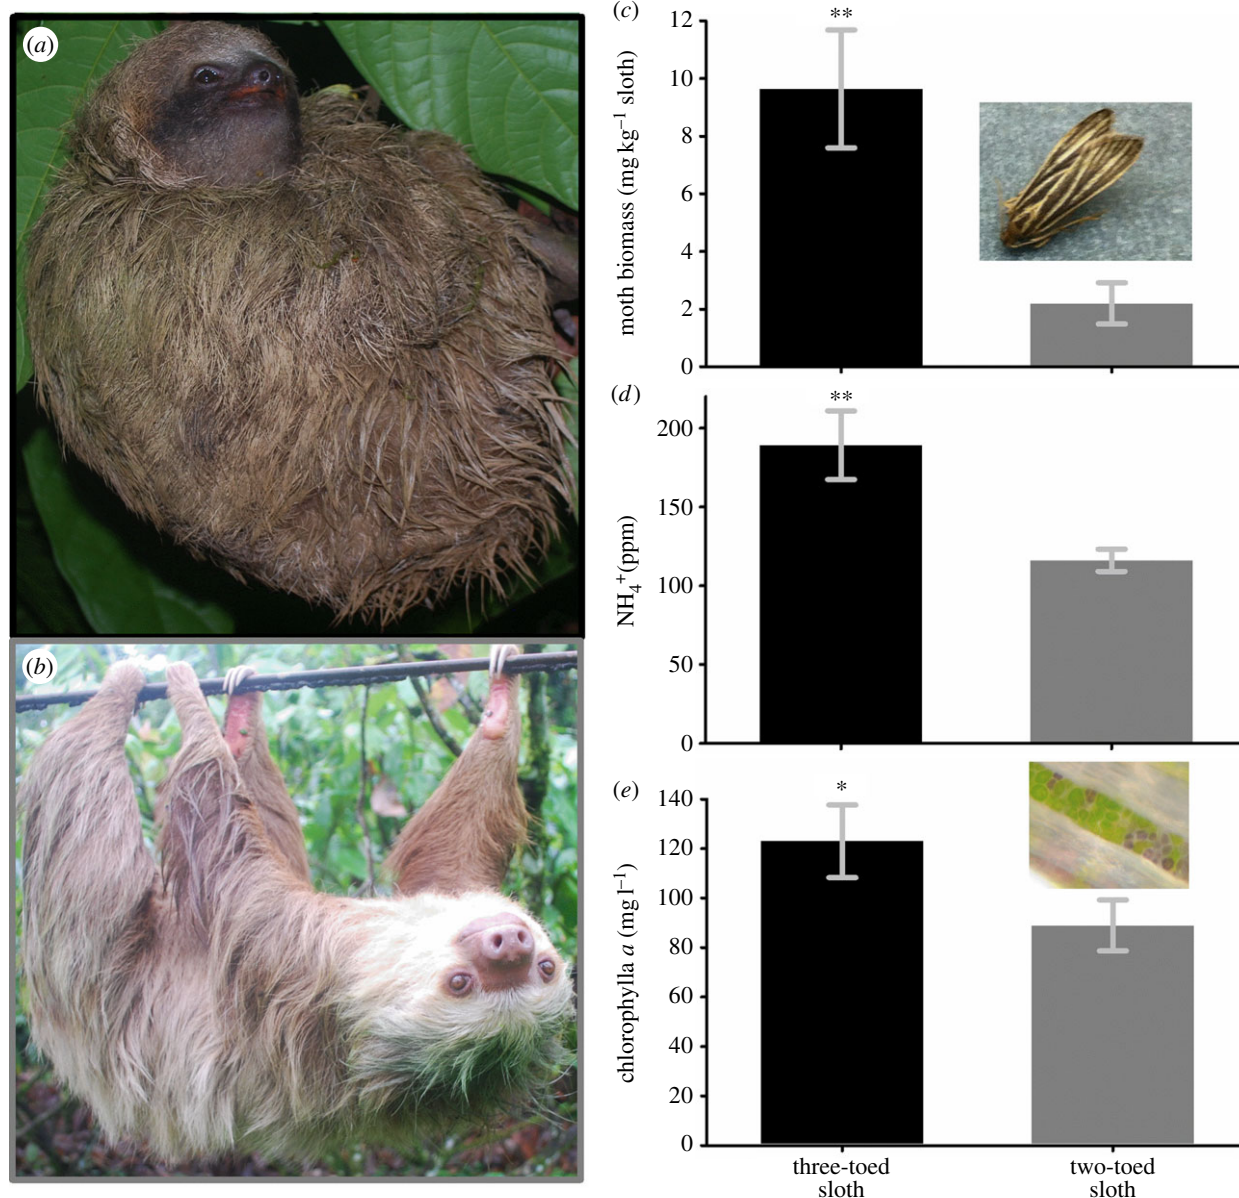 (a)
(b)
(c)
**
12
10
8
6
4
2
0
moth biomass (mg kg⁻¹ sloth)
(d)
**
200
150
100
50
0
NH₄⁺(ppm)
(e)
*
140
120
100
80
60
40
20
0
chlorophylla a (mg l⁻¹)
three-toed
sloth
two-toed
sloth